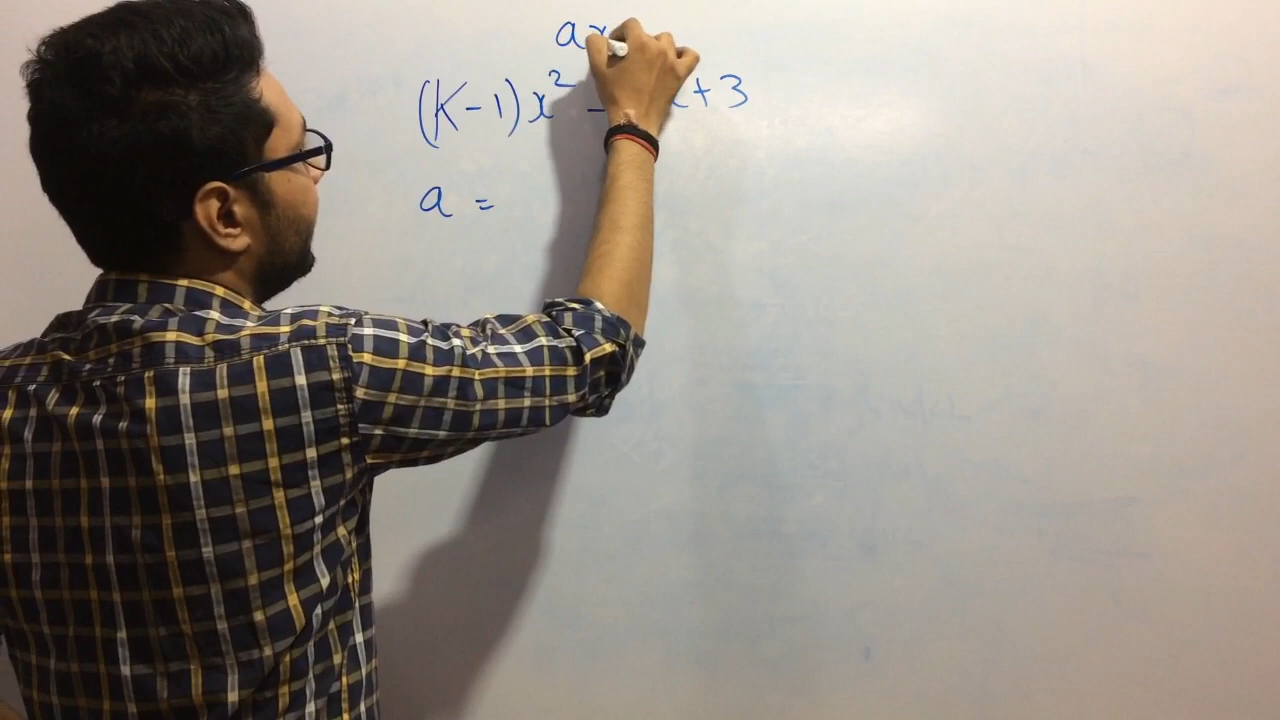 ax
(K-1)x² - x+3
a =